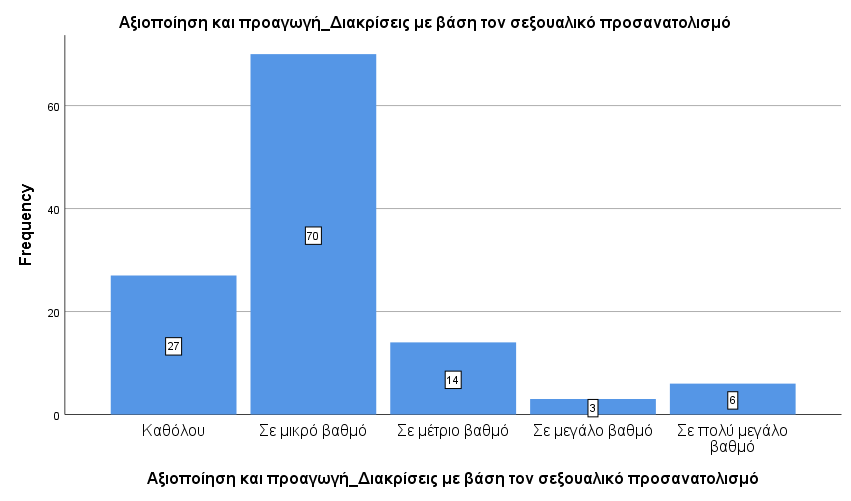 Αξιοποίηση και προαγωγή_Διακρίσεις με βάση τον σεξουαλικό προσανατολισμό
Frequency
60
40
20
0
27
70
14
3
6
Καθόλου
Σε μικρό βαθμό
Σε μέτριο βαθμό
Σε μεγάλο βαθμό
Σε πολύ μεγάλο
βαθμό
Αξιοποίηση και προαγωγή_Διακρίσεις με βάση τον σεξουαλικό προσανατολισμό